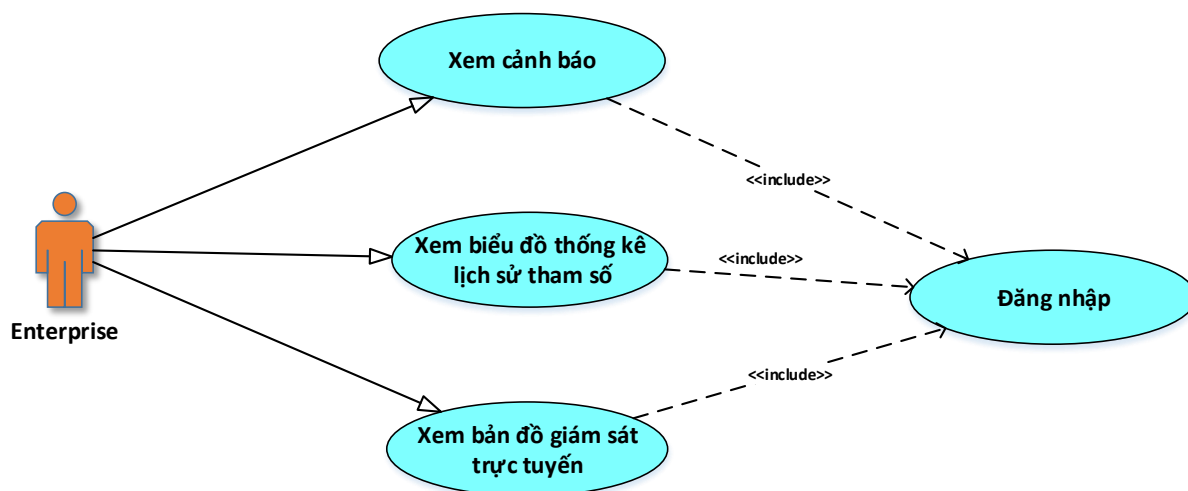 Xem cảnh báo
<<include>>
Xem biểu đồ thống kê
lịch sử tham số
<<include>>
Đăng nhập
Enterprise
<<include>>
Xem bản đồ giám sát
trực tuyến